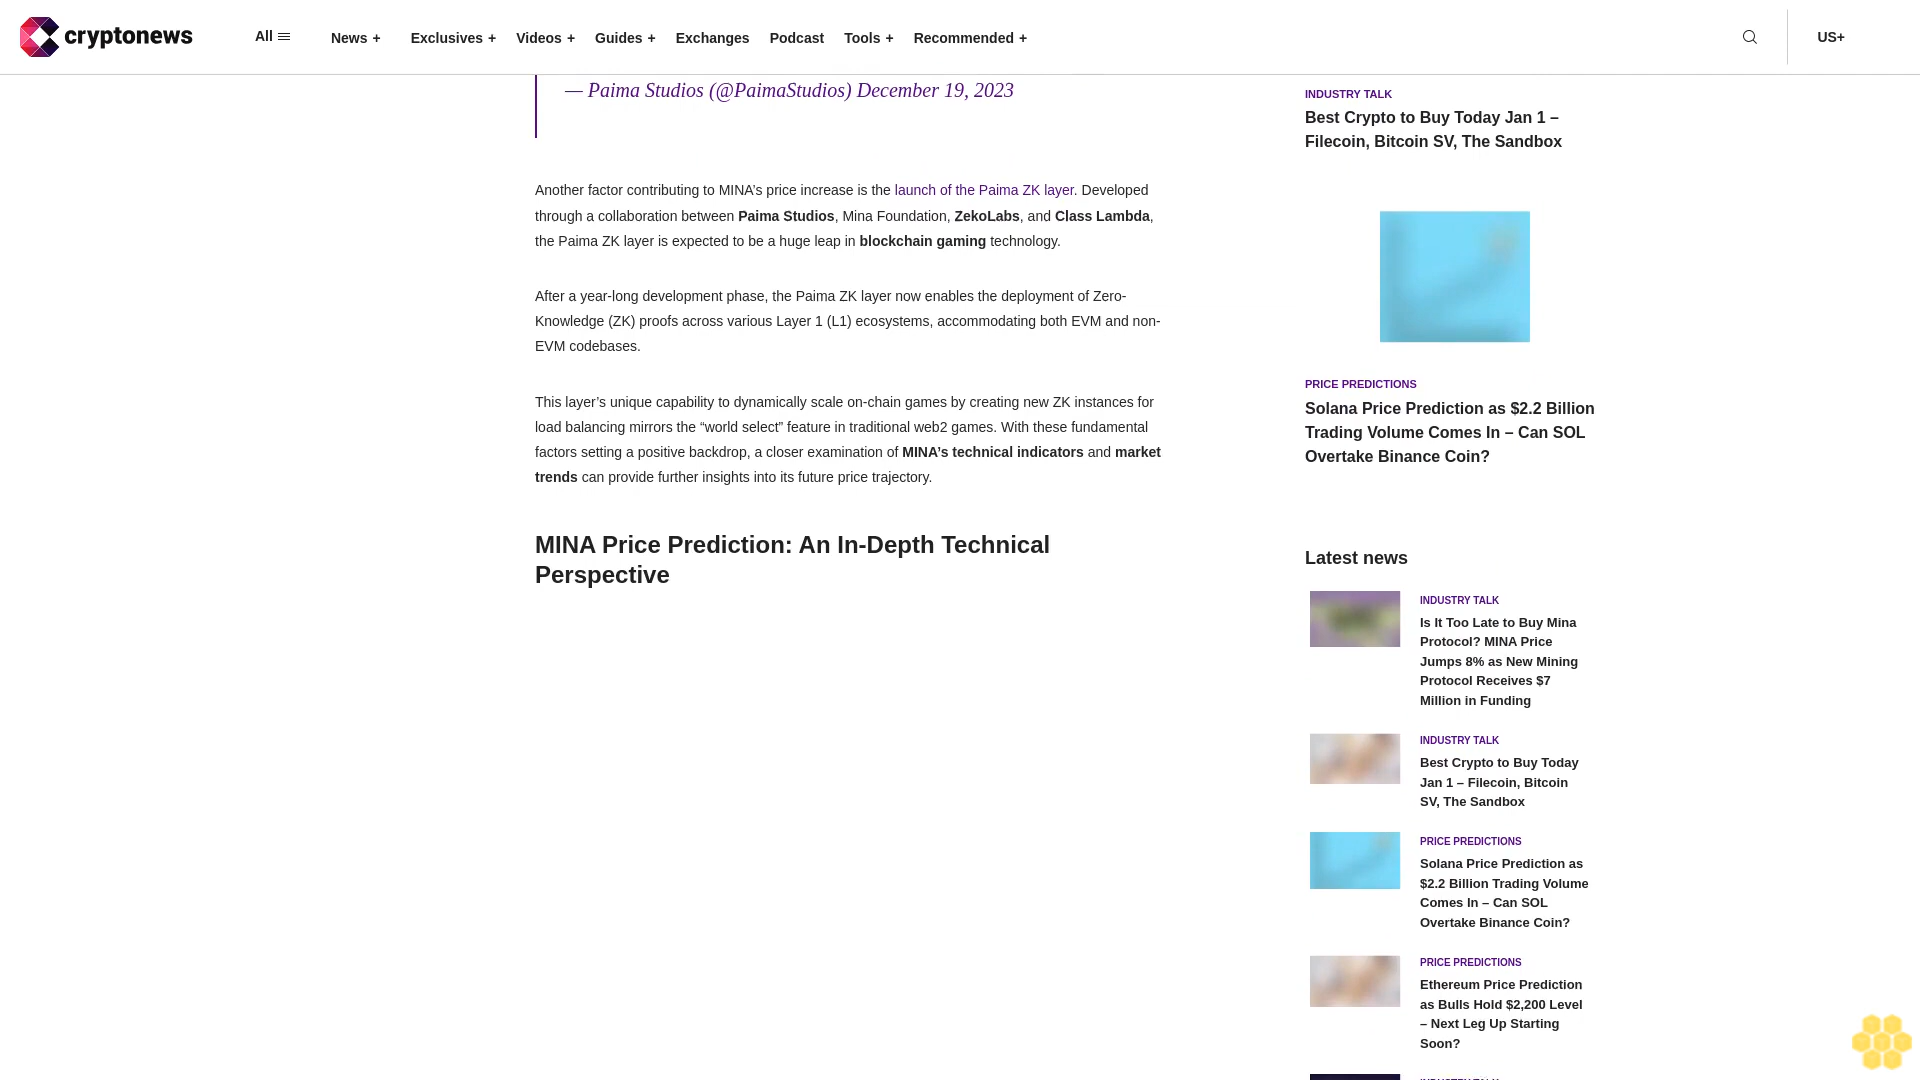 cryptonews
All
News +
Exclusives +
Videos +
Guides +
Exchanges
Podcast
Tools +
Recommended +
US+
— Paima Studios (@PaimaStudios) December 19, 2023
Another factor contributing to MINA’s price increase is the launch of the Paima ZK layer. Developed
through a collaboration between Paima Studios, Mina Foundation, ZekoLabs, and Class Lambda,
the Paima ZK layer is expected to be a huge leap in blockchain gaming technology.
After a year-long development phase, the Paima ZK layer now enables the deployment of Zero-
Knowledge (ZK) proofs across various Layer 1 (L1) ecosystems, accommodating both EVM and non-
EVM codebases.
This layer’s unique capability to dynamically scale on-chain games by creating new ZK instances for
load balancing mirrors the “world select” feature in traditional web2 games. With these fundamental
factors setting a positive backdrop, a closer examination of MINA’s technical indicators and market
trends can provide further insights into its future price trajectory.
MINA Price Prediction: An In-Depth Technical
Perspective
INDUSTRY TALK
Best Crypto to Buy Today Jan 1 –
Filecoin, Bitcoin SV, The Sandbox
PRICE PREDICTIONS
Solana Price Prediction as $2.2 Billion
Trading Volume Comes In – Can SOL
Overtake Binance Coin?
Latest news
INDUSTRY TALK
Is It Too Late to Buy Mina
Protocol? MINA Price
Jumps 8% as New Mining
Protocol Receives $7
Million in Funding
INDUSTRY TALK
Best Crypto to Buy Today
Jan 1 – Filecoin, Bitcoin
SV, The Sandbox
PRICE PREDICTIONS
Solana Price Prediction as
$2.2 Billion Trading Volume
Comes In – Can SOL
Overtake Binance Coin?
PRICE PREDICTIONS
Ethereum Price Prediction
as Bulls Hold $2,200 Level
– Next Leg Up Starting
Soon?